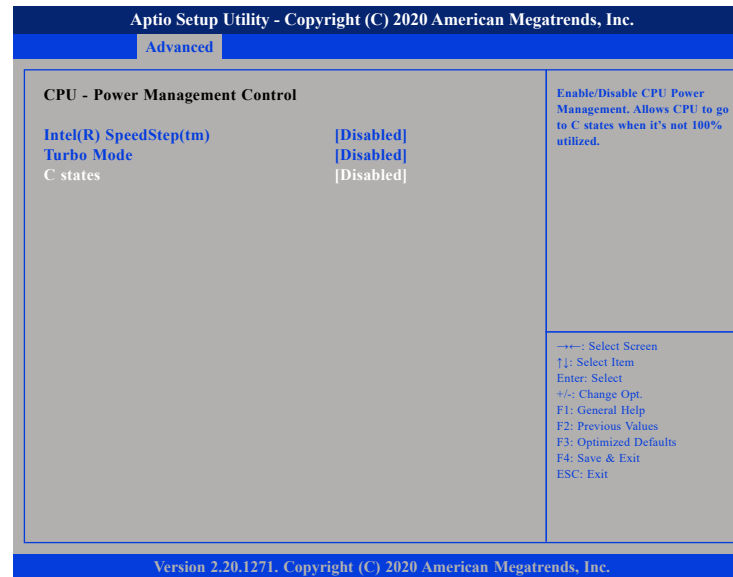 Aptio Setup Utility - Copyright (C) 2020 American Megatrends, Inc.
Advanced
CPU - Power Management Control
Intel(R) SpeedStep(tm) [Disabled]
Turbo Mode [Disabled]
C states [Disabled]
Enable/Disable CPU Power
Management. Allows CPU to go
to C states when it’s not 100%
utilized.
→←: Select Screen
↑↓: Select Item
Enter: Select
+/-: Change Opt.
F1: General Help
F2: Previous Values
F3: Optimized Defaults
F4: Save & Exit
ESC: Exit
Version 2.20.1271. Copyright (C) 2020 American Megatrends, Inc.